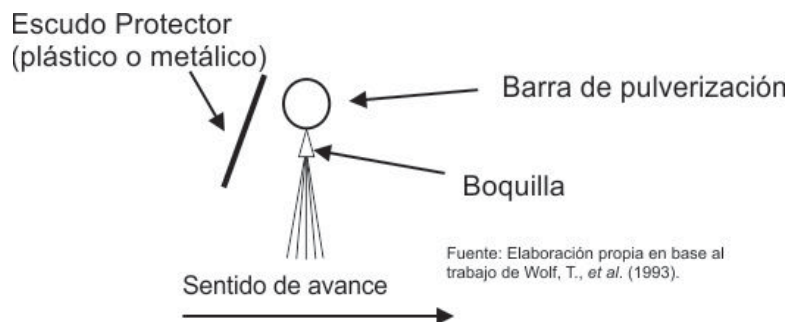 Escudo Protector
(plástico o metálico)
Barra de pulverización
Boquilla
Fuente: Elaboración propia en base al
trabajo de Wolf, T., et al. (1993).
Sentido de avance